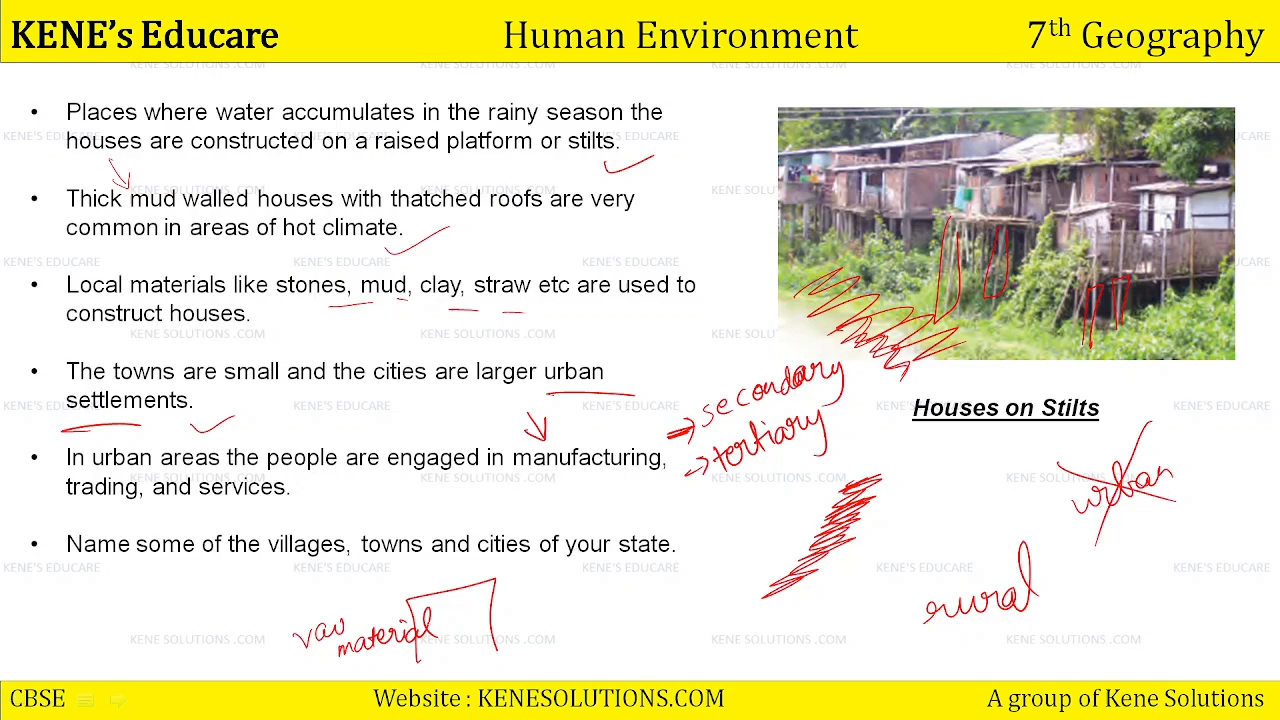 KENE's Educare Human Environment 7th Geography
• Places where water accumulates in the rainy season the
houses are constructed on a raised platform or stilts.
• Thick mud walled houses with thatched roofs are very
common in areas of hot climate.
• Local materials like stones, mud, clay, straw etc are used to
construct houses.
• The towns are small and the cities are larger urban
settlements.
• In urban areas the people are engaged in manufacturing,
trading, and services.
• Name some of the villages, towns and cities of your state.
→ secondary
→ tertiary
Houses on Stilts
urban
rural
material
KENE SOLUTIONS .COM
KENE'S EDUCARE
CBSE Website : KENESOLUTIONS.COM A group of Kene Solutions